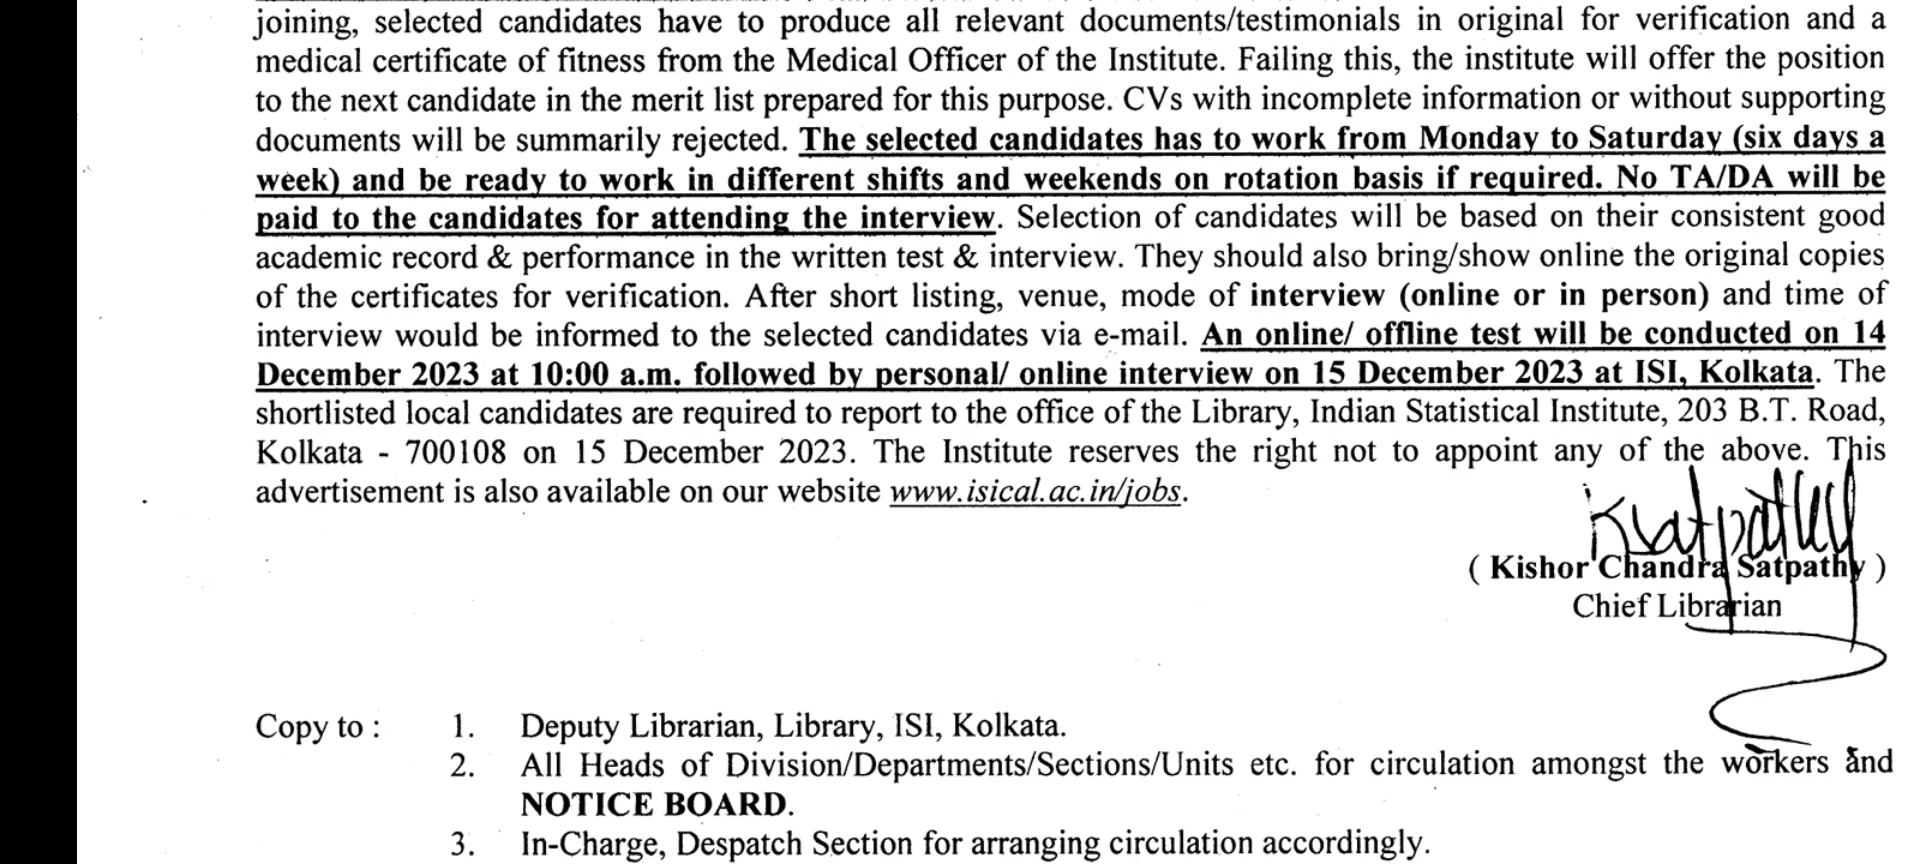 joining, selected candidates have to produce all relevant documents/testimonials in original for verification and a
medical certificate of fitness from the Medical Officer of the Institute. Failing this, the institute will offer the position
to the next candidate in the merit list prepared for this purpose. CVs with incomplete information or without supporting
documents will be summarily rejected. The selected candidates has to work from Monday to Saturday (six days a
week) and be ready to work in different shifts and weekends on rotation basis if required. No TA/DA will be
paid to the candidates for attending the interview. Selection of candidates will be based on their consistent good
academic record & performance in the written test & interview. They should also bring/show online the original copies
of the certificates for verification. After short listing, venue, mode of interview (online or in person) and time of
interview would be informed to the selected candidates via e-mail. An online/ offline test will be conducted on 14
December 2023 at 10:00 a.m. followed by personal/ online interview on 15 December 2023 at ISI, Kolkata. The
shortlisted local candidates are required to report to the office of the Library, Indian Statistical Institute, 203 B.T. Road,
Kolkata - 700108 on 15 December 2023. The Institute reserves the right not to appoint any of the above. This
advertisement is also available on our website www.isical.ac.in/jobs.
( Kishor Chandra Satpathy )
Chief Librarian
Copy to : 1. Deputy Librarian, Library, ISI, Kolkata.
2. All Heads of Division/Departments/Sections/Units etc. for circulation amongst the workers and
NOTICE BOARD.
3. In-Charge, Despatch Section for arranging circulation accordingly.